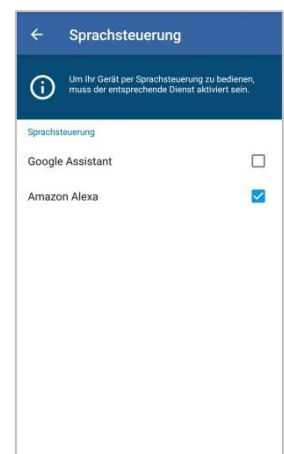 Sprachsteuerung
Um Ihr Gerät per Sprachsteuerung zu bedienen,
muss der entsprechende Dienst aktiviert sein.
Sprachsteuerung
Google Assistant
Amazon Alexa